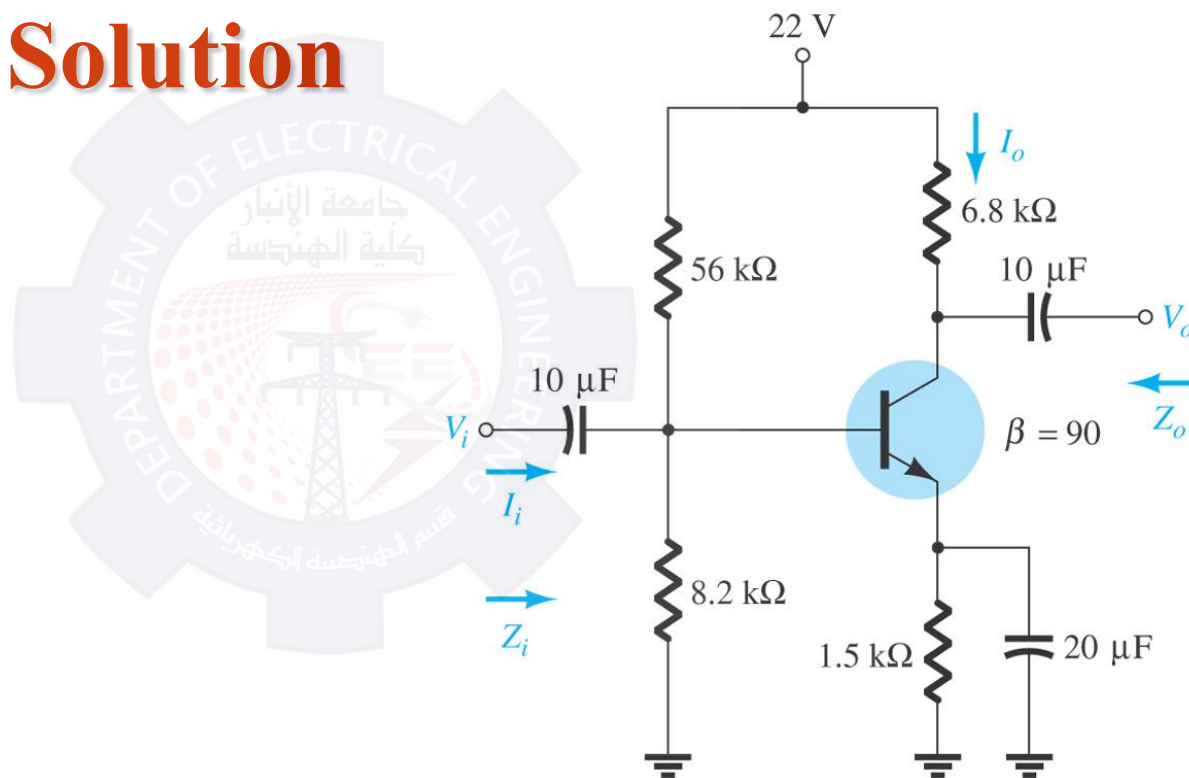 Solution
22 V
I_o
6.8 kΩ
56 kΩ
10 μF
V_o
10 μF
V_i
β = 90
Z_o
I_i
8.2 kΩ
Z_i
1.5 kΩ
20 μF
DEPARTMENT OF ELECTRICAL ENGINEERING
جامعة الأنبار
كلية الهندسة
EE
قسم الهندسة الكهربائية